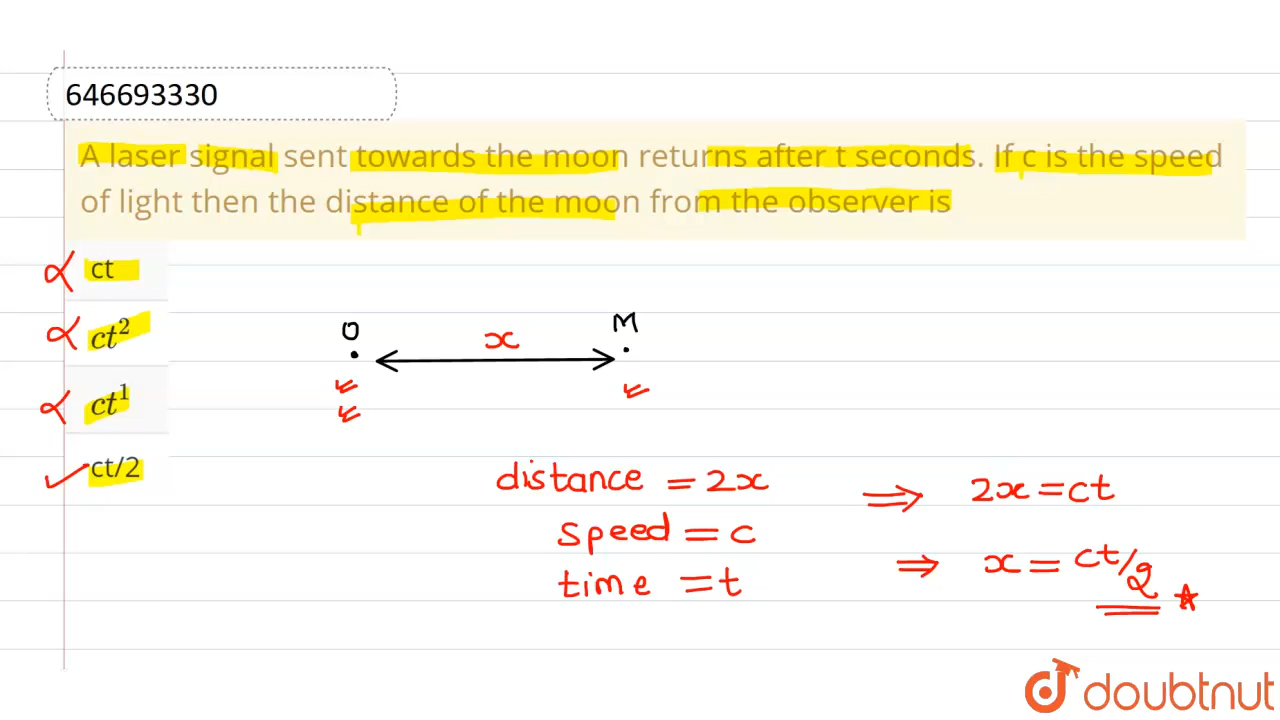 646693330
A laser signal sent towards the moon returns after t seconds. If c is the speed
of light then the distance of the moon from the observer is
ct
ct²
ct¹
ct/2
O
M
x
distance = 2x
speed = c
time = t
⇒ 2x = ct
⇒ x = ct/2
doubtnut